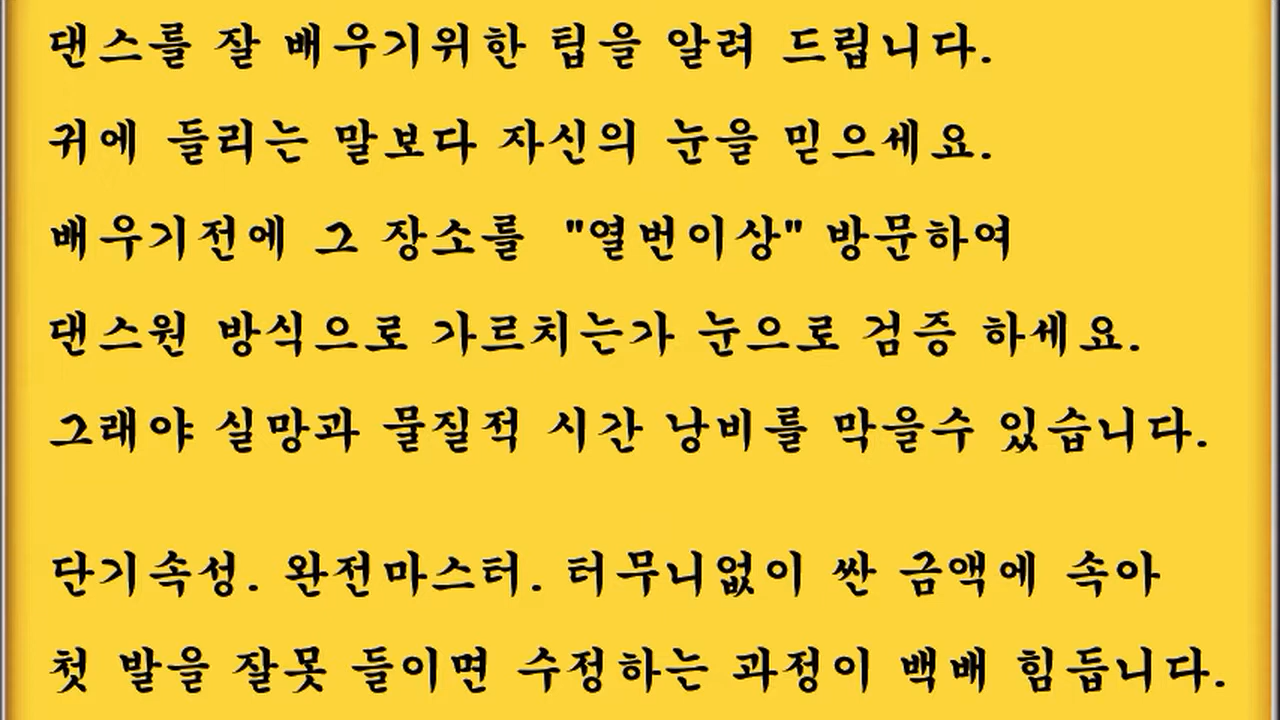 댄스를 잘 배우기위한 팁을 알려 드립니다.
귀에 들리는 말보다 자신의 눈을 믿으세요.
배우기전에 그 장소를 "열번이상" 방문하여
댄스원 방식으로 가르치는가 눈으로 검증 하세요.
그래야 실망과 물질적 시간 낭비를 막을수 있습니다.
단기속성. 완전마스터. 터무니없이 싼 금액에 속아
첫 발을 잘못 들이면 수정하는 과정이 백배 힘듭니다.